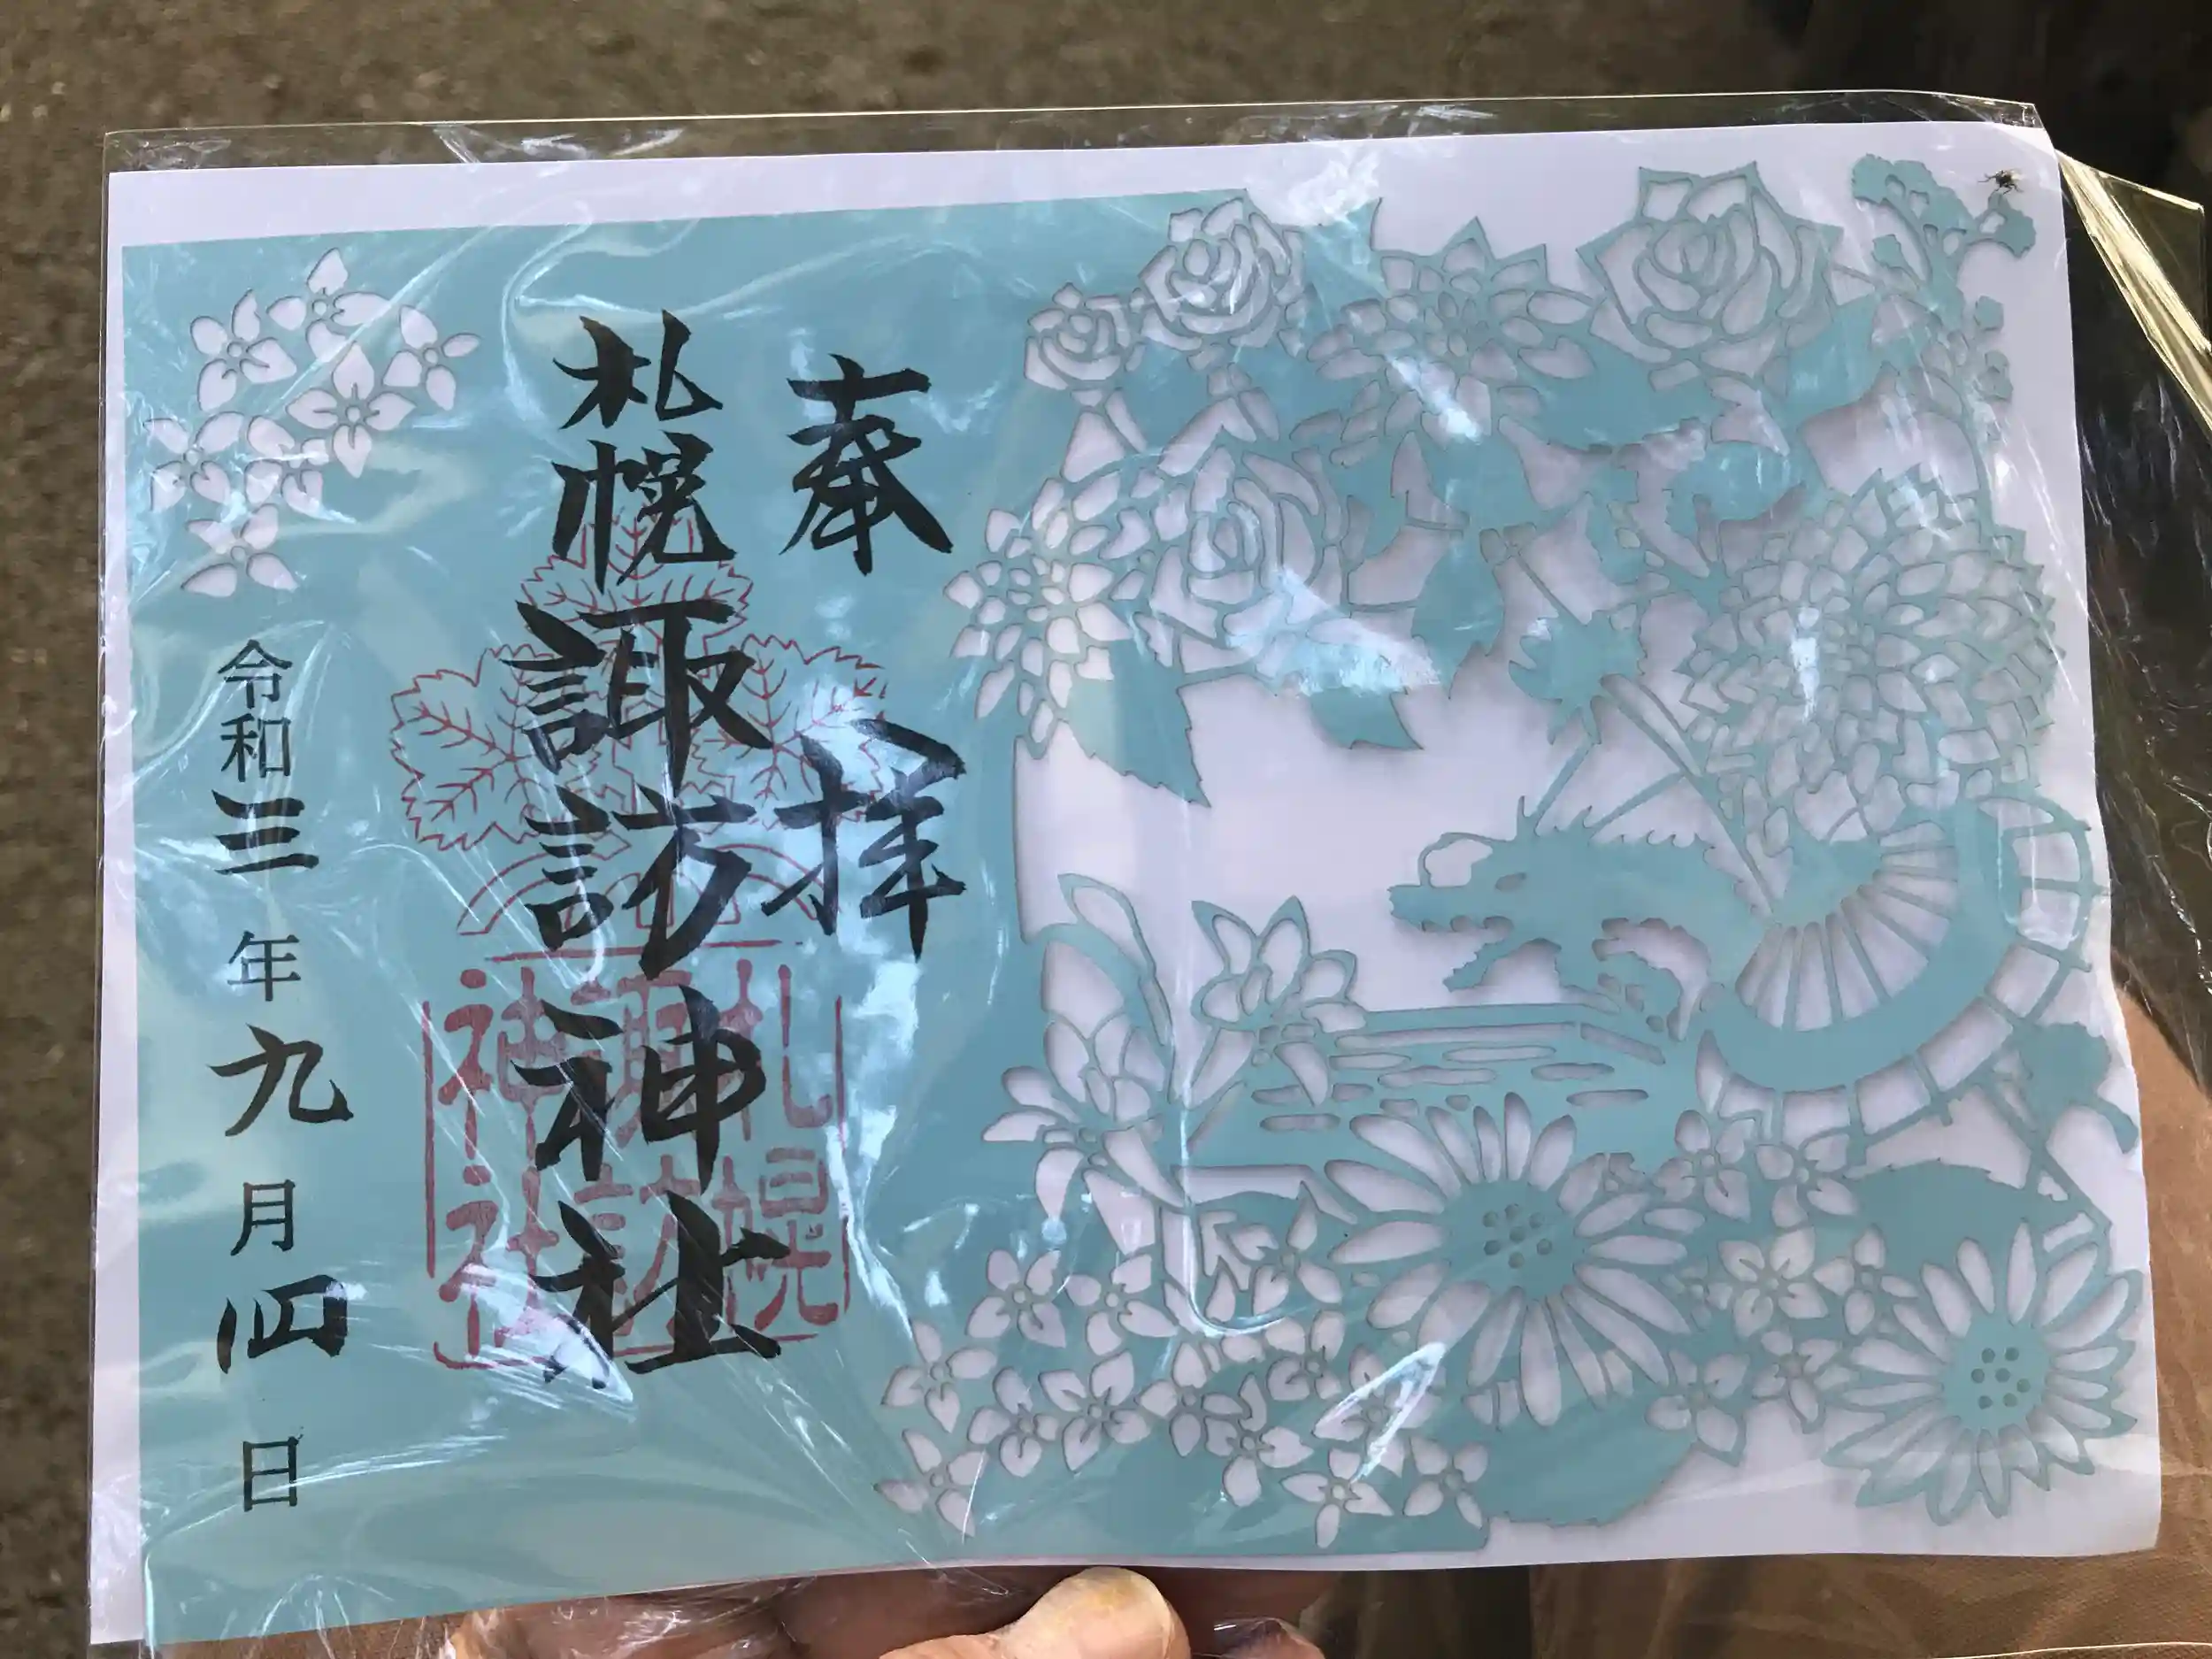 奉拝
札幌諏訪神社
札幌
諏訪
神社
令和三年九月四日